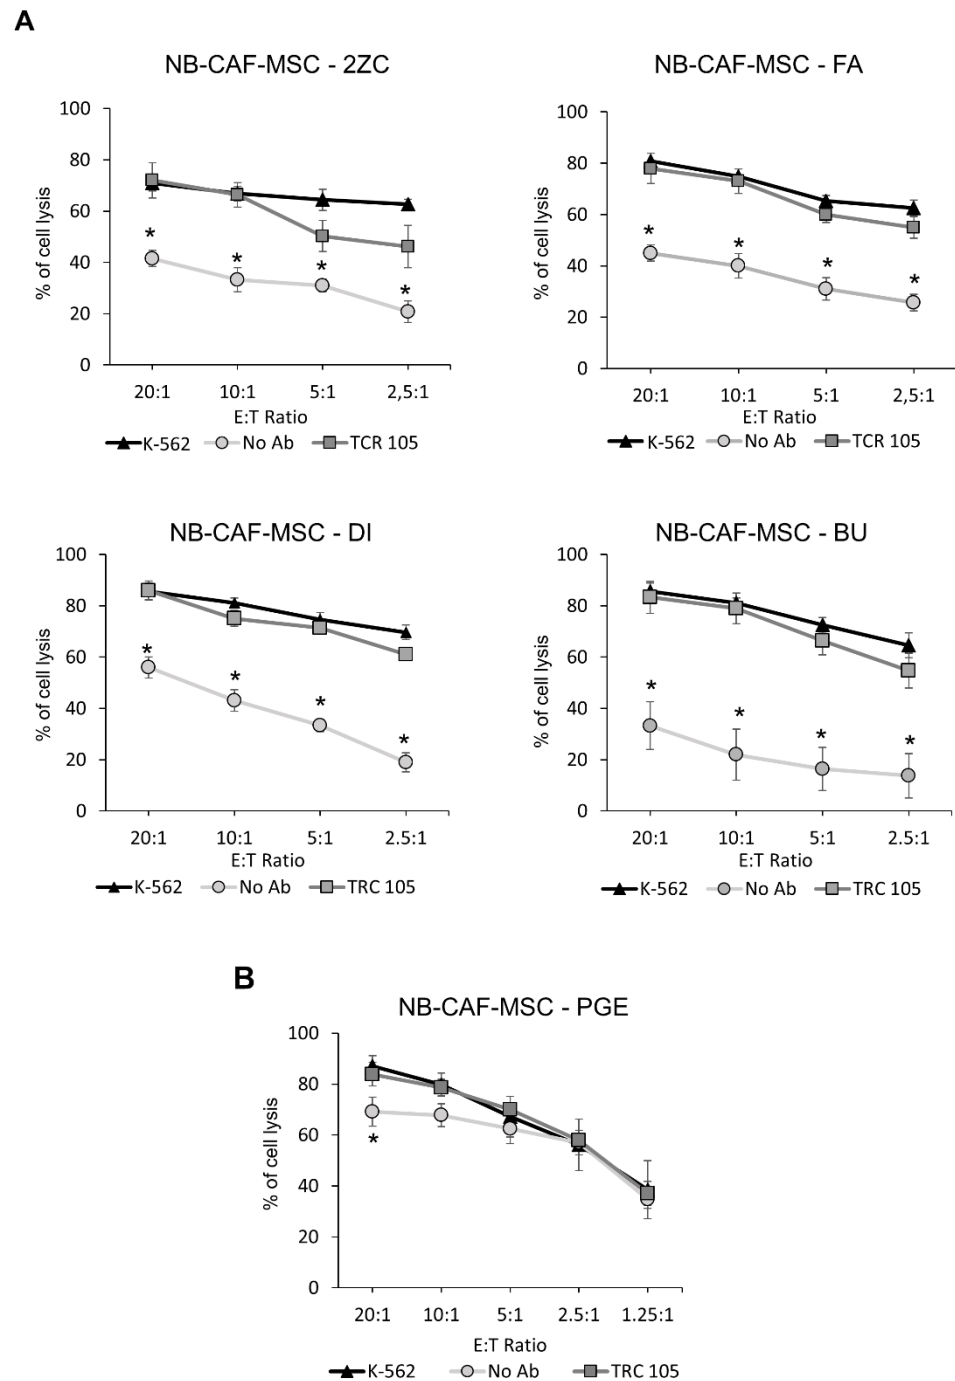 A
NB-CAF-MSC - 2ZC
% of cell lysis
100
80
60
40
20
0
*
*
*
*
20:1 10:1 5:1 2,5:1
E:T Ratio
K-562 No Ab TCR 105
NB-CAF-MSC - FA
% of cell lysis
100
80
60
40
20
0
*
*
*
*
20:1 10:1 5:1 2,5:1
E:T Ratio
K-562 No Ab TCR 105
NB-CAF-MSC - DI
% of cell lysis
100
80
60
40
20
0
*
*
*
*
20:1 10:1 5:1 2.5:1
E:T Ratio
K-562 No Ab TRC 105
NB-CAF-MSC - BU
% of cell lysis
100
80
60
40
20
0
*
*
*
*
20:1 10:1 5:1 2.5:1
E:T Ratio
K-562 No Ab TRC 105
B
NB-CAF-MSC - PGE
% of cell lysis
100
80
60
40
20
0
*
20:1 10:1 5:1 2.5:1 1.25:1
E:T Ratio
K-562 No Ab TRC 105